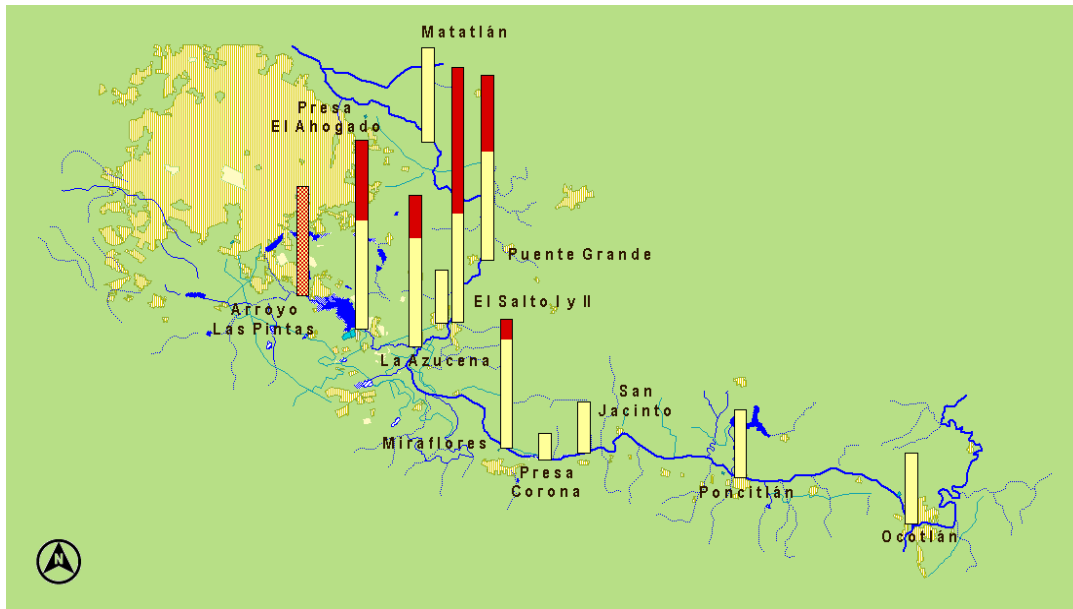 Matatlán
Presa
El Ahogado
Puente Grande
El Salto I y II
Arroyo
Las Pintas
La Azucena
San
Jacinto
Miraflores
Presa
Corona
Poncitlán
Ocotlán
N